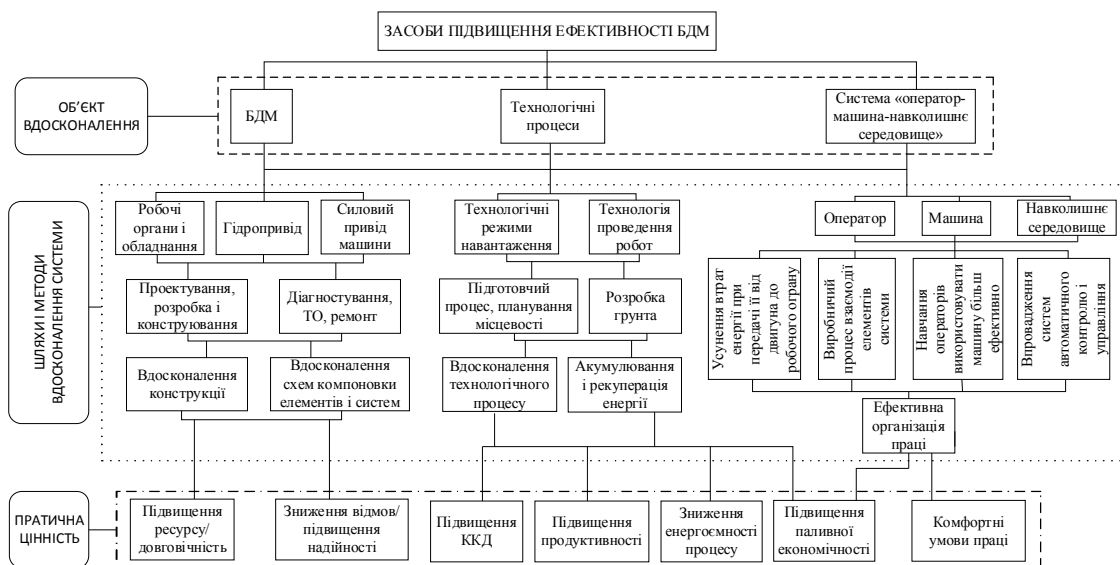 ЗАСОБИ ПІДВИЩЕННЯ ЕФЕКТИВНОСТІ БДМ
ОБ'ЄКТ
ВДОСКОНАЛЕННЯ
БДМ
Технологічні
процеси
Система «оператор-
машина-навколишнє
середовище»
ШЛЯХИ І МЕТОДИ
ВДОСКОНАЛЕННЯ СИСТЕМИ
Робочі
органи і
обладнання
Гідропривід
Силовий
привід
машини
Технологічні
режими
навантаження
Технологія
проведення
робот
Оператор
Машина
Навколишнє
середовище
Проектування,
розробка і
конструювання
Діагностування,
ТО, ремонт
Підготовчий
процес, планування
місцевості
Розробка
грунта
Усунення втрат
енергії при
передачі її від
двигуна до
робочого ограну
Виробничий
процес взаємодії
елементів
системи
Навчання
операторів
використовувати
машину більш
ефективно
Впровадження
систем
автоматичного
контролю і
управління
Вдосконалення
конструкції
Вдосконалення
схем компоновки
елементів і систем
Вдосконалення
технологічного
процесу
Акумулювання
і рекуперація
енергії
Ефективна
організація
праці
ПРАТИЧНА
ЦІННІСТЬ
Підвищення
ресурсу/
довговічність
Зниження відмов/
підвищення
надійності
Підвищення
ККД
Підвищення
продуктивності
Зниження
енергоємності
процесу
Підвищення
паливної
економічності
Комфортні
умови праці